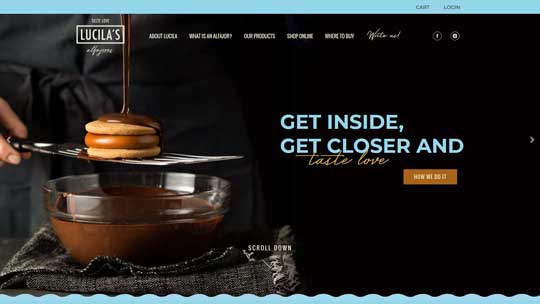 CART LOGIN
TASTE LOVE
LUCILA'S
alfajores
ABOUT LUCILA WHAT IS AN ALFAJOR? OUR PRODUCTS SHOP ONLINE WHERE TO BUY Write us!
GET INSIDE,
GET CLOSER AND
taste love
HOW WE DO IT
SCROLL DOWN